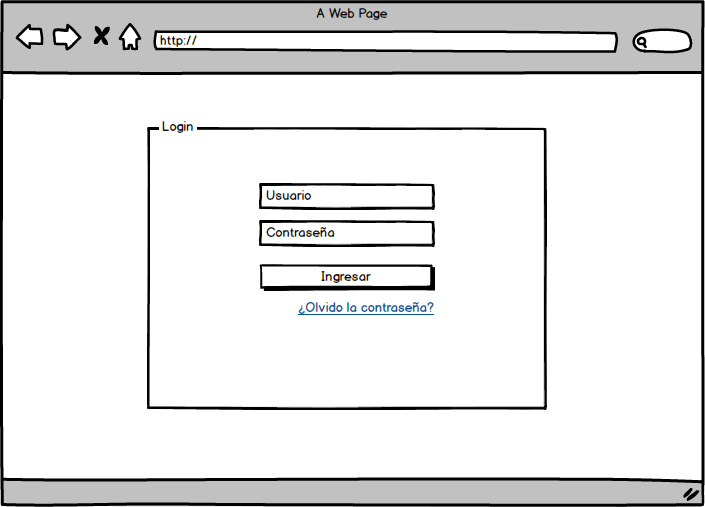 A Web Page
http://
Login
Usuario
Contraseña
Ingresar
¿Olvido la contraseña?